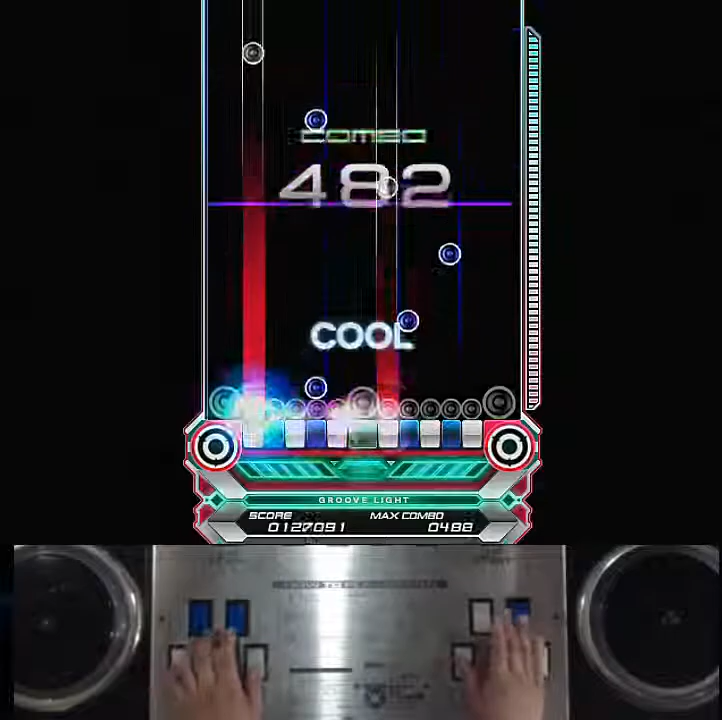 COMBO
482
COOL
GROOVE LIGHT
SCORE MAX COMBO
0127091 0488